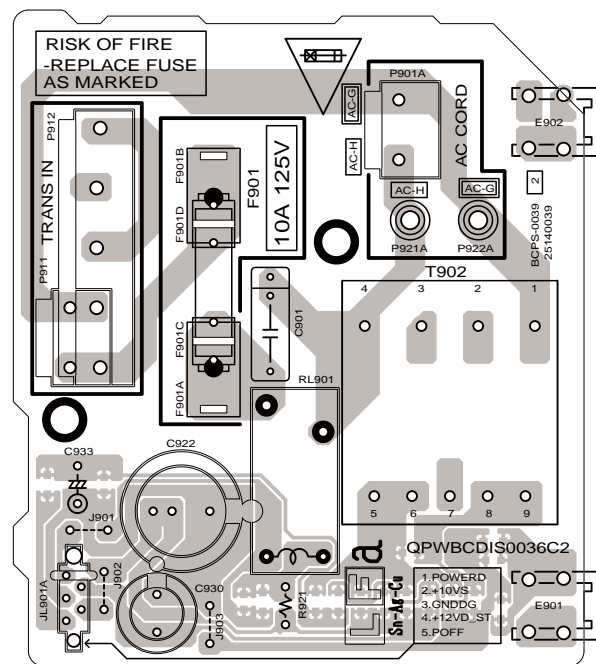 RISK OF FIRE
-REPLACE FUSE
AS MARKED
P901A
AC-G
AC-H
AC CORD
AC-H
AC-G
P921A
P922A
E902
2
BCPS-0039
25140039
P912
TRANS IN
P911
F901B
F901D
F901
10A 125V
F901C
F901A
C901
T902
4
3
2
1
RL901
C933
C922
5
6
7
8
9
J901
J902
JL901A
C930
J903
R921
LF
a
Sn-Ag-Cu
QPWBCDIS0036C2
1.POWERD
2.+10VS
3.GNDDG
4.+12VD_ST
5.POFF
E901